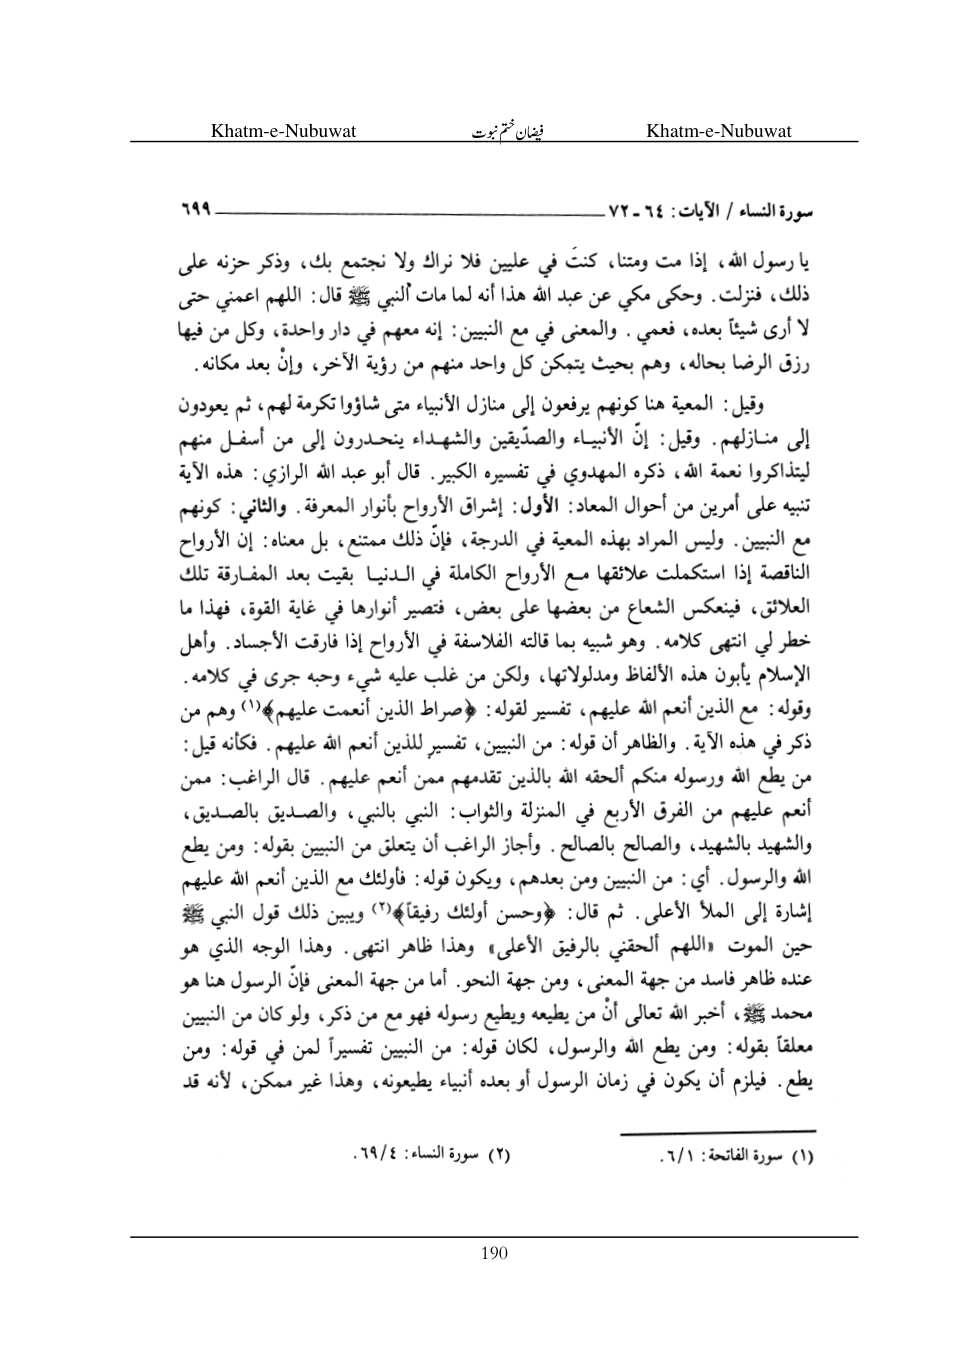 Khatm-e-Nubuwat فیضان ختم نبوت Khatm-e-Nubuwat
سورة النساء / الآيات: ٦٤ ـ ٧٢ ٦٩٩
يا رسول الله، إذا مت ومتنا، كنتَ في عليين فلا نراك ولا نجتمع بك، وذكر حزنه على
ذلك، فنزلت. وحكى مكي عن عبد الله هذا أنه لما مات النبي ﷺ قال: اللهم اعمني حتى
لا أرى شيئاً بعده، فعمي. والمعنى في مع النبيين: إنه معهم في دار واحدة، وكل من فيها
رزق الرضا بحاله، وهم بحيث يتمكن كل واحد منهم من رؤية الآخر، وإنْ بعد مكانه.
وقيل: المعية هنا كونهم يرفعون إلى منازل الأنبياء متى شاؤوا تكرمة لهم، ثم يعودون
إلى منازلهم. وقيل: إنّ الأنبياء والصدّيقين والشهداء ينحدرون إلى من أسفل منهم
ليتذاكروا نعمة الله، ذكره المهدوي في تفسيره الكبير. قال أبو عبد الله الرازي: هذه الآية
تنبيه على أمرين من أحوال المعاد: الأول: إشراق الأرواح بأنوار المعرفة. والثاني: كونهم
مع النبيين. وليس المراد بهذه المعية في الدرجة، فإنّ ذلك ممتنع، بل معناه: إن الأرواح
الناقصة إذا استكملت علائقها مع الأرواح الكاملة في الدنيا بقيت بعد المفارقة تلك
العلائق، فينعكس الشعاع من بعضها على بعض، فتصير أنوارها في غاية القوة، فهذا ما
خطر لي انتهى كلامه. وهو شبيه بما قالته الفلاسفة في الأرواح إذا فارقت الأجساد. وأهل
الإسلام يأبون هذه الألفاظ ومدلولاتها، ولكن من غلب عليه شيء وحبه جرى في كلامه.
وقوله: مع الذين أنعم الله عليهم، تفسير لقوله: ﴿صراط الذين أنعمت عليهم﴾(١) وهم من
ذكر في هذه الآية. والظاهر أن قوله: من النبيين، تفسير للذين أنعم الله عليهم. فكأنه قيل:
من يطع الله ورسوله منكم ألحقه الله بالذين تقدمهم ممن أنعم عليهم. قال الراغب: ممن
أنعم عليهم من الفرق الأربع في المنزلة والثواب: النبي بالنبي، والصديق بالصديق،
والشهيد بالشهيد، والصالح بالصالح. وأجاز الراغب أن يتعلق من النبيين بقوله: ومن يطع
الله والرسول. أي: من النبيين ومن بعدهم، ويكون قوله: فأولئك مع الذين أنعم الله عليهم
إشارة إلى الملأ الأعلى. ثم قال: ﴿وحسن أولئك رفيقاً﴾(٢) ويبين ذلك قول النبي ﷺ
حين الموت «اللهم ألحقني بالرفيق الأعلى» وهذا ظاهر انتهى. وهذا الوجه الذي هو
عنده ظاهر فاسد من جهة المعنى، ومن جهة النحو. أما من جهة المعنى فإنّ الرسول هنا هو
محمد ﷺ، أخبر الله تعالى أنْ من يطيعه ويطيع رسوله فهو مع من ذكر، ولو كان من النبيين
معلقاً بقوله: ومن يطع الله والرسول، لكان قوله: من النبيين تفسيراً لمن في قوله: ومن
يطع. فيلزم أن يكون في زمان الرسول أو بعده أنبياء يطيعونه، وهذا غير ممكن، لأنه قد
(١) سورة الفاتحة: ٦/١. (٢) سورة النساء: ٦٩/٤.
190